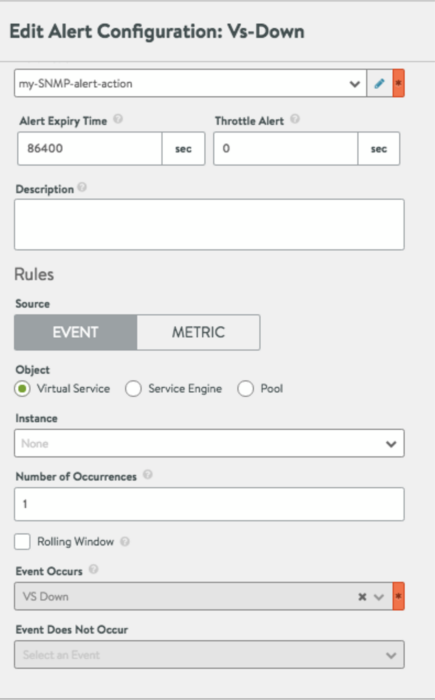 Edit Alert Configuration: Vs-Down
my-SNMP-alert-action *
Alert Expiry Time ? Throttle Alert ?
86400 sec 0 sec
Description ?
Rules
Source
EVENT METRIC
Object
Virtual Service Service Engine Pool
Instance
None
Number of Occurrences ?
1
Rolling Window ?
Event Occurs ?
VS Down *
Event Does Not Occur
Select an Event